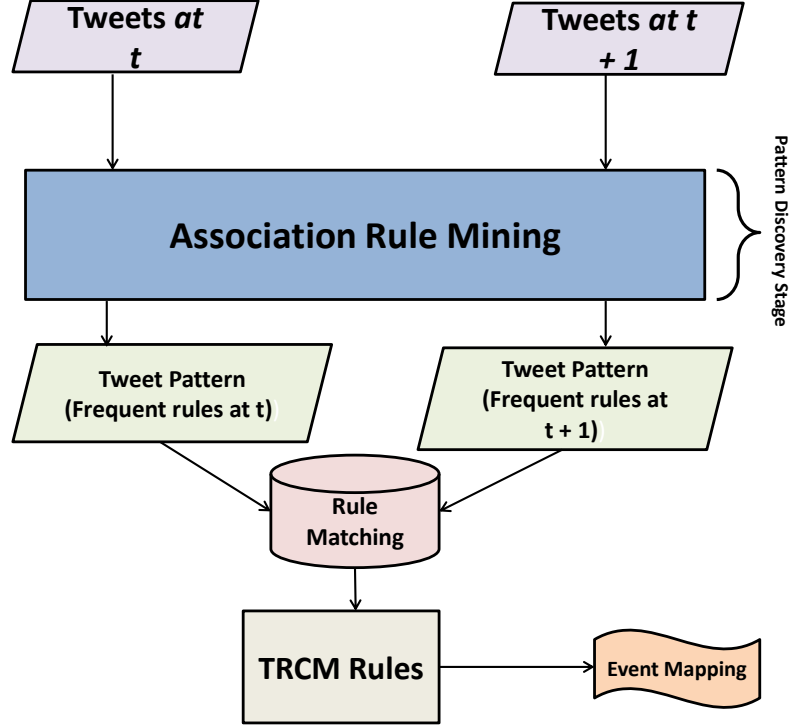 Tweets at
t
Tweets at t
+ 1
Association Rule Mining
Pattern Discovery Stage
Tweet Pattern
(Frequent rules at t)
Tweet Pattern
(Frequent rules at
t + 1)
Rule
Matching
TRCM Rules
Event Mapping